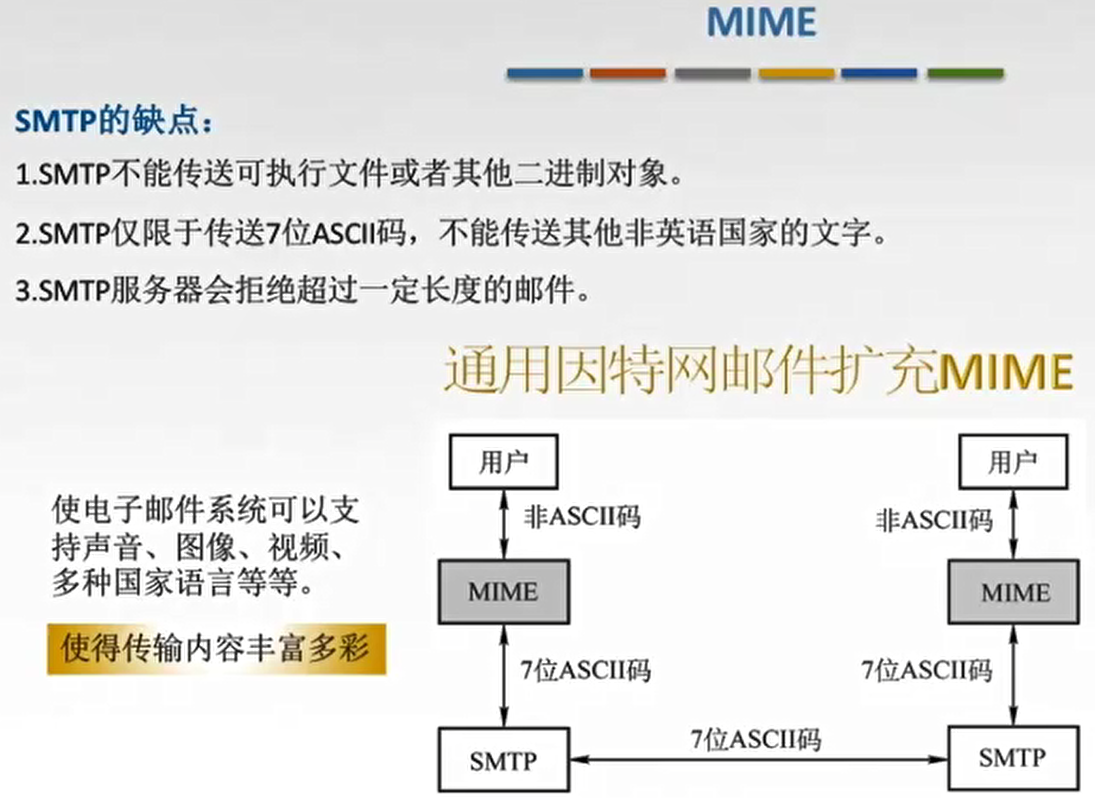 MIME
SMTP的缺点：
1.SMTP不能传送可执行文件或者其他二进制对象。
2.SMTP仅限于传送7位ASCII码，不能传送其他非英语国家的文字。
3.SMTP服务器会拒绝超过一定长度的邮件。
通用因特网邮件扩充MIME
用户
用户
使电子邮件系统可以支
持声音、图像、视频、
多种国家语言等等。
使得传输内容丰富多彩
非ASCII码
非ASCII码
MIME
MIME
7位ASCII码
7位ASCII码
7位ASCII码
SMTP
SMTP